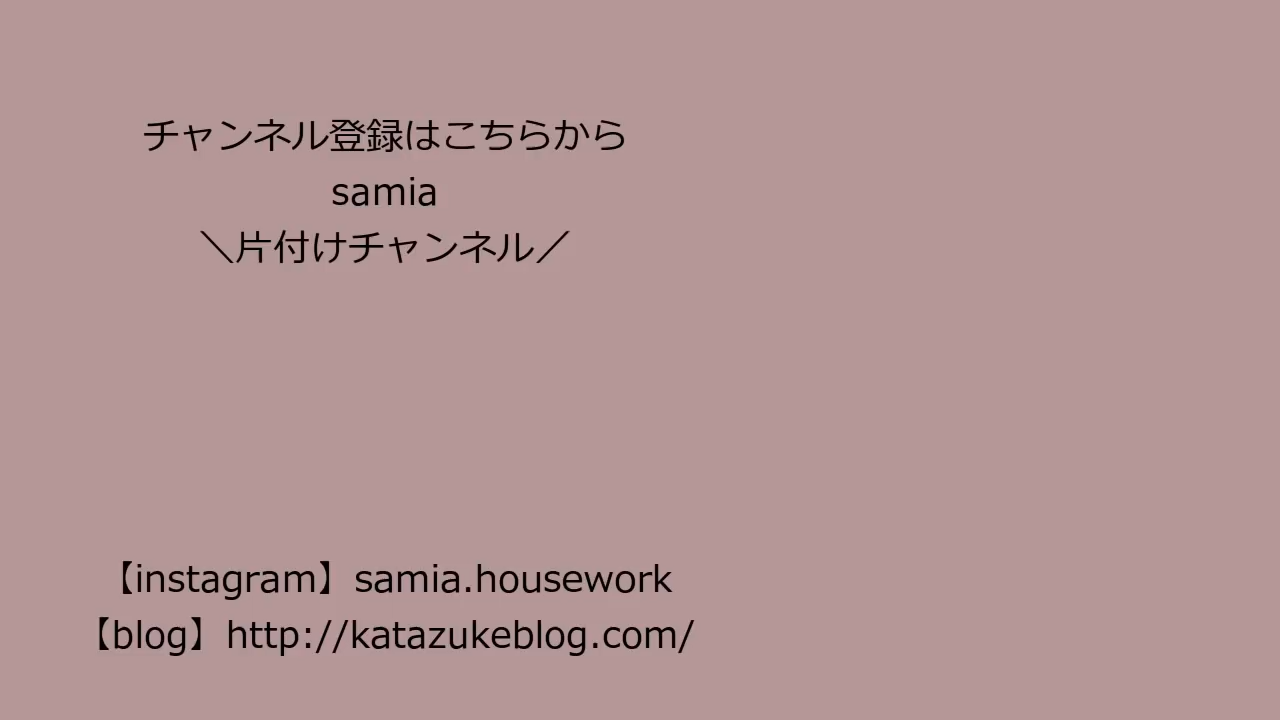 チャンネル登録はこちらから
samia
＼片付けチャンネル／
【instagram】samia.housework
【blog】http://katazukeblog.com/